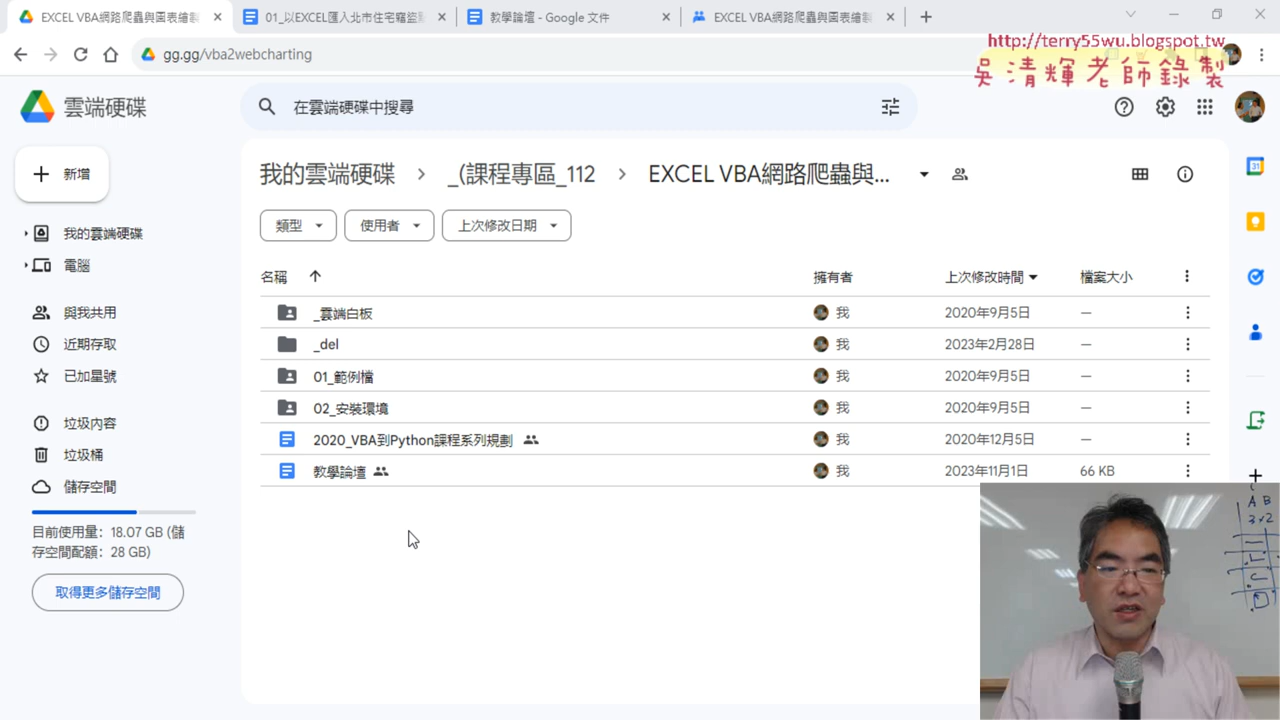 EXCEL VBA網路爬蟲與圖表繪製
01_以EXCEL匯入北市住宅竊盜
教學論壇 - Google 文件
EXCEL VBA網路爬蟲與圖表繪製
gg.gg/vba2webcharting
http://terry55wu.blogspot.tw
吳清輝老師錄製
雲端硬碟
在雲端硬碟中搜尋
新增
我的雲端硬碟
電腦
與我共用
近期存取
已加星號
垃圾內容
垃圾桶
儲存空間
目前使用量: 18.07 GB (儲
存空間配額: 28 GB)
取得更多儲存空間
我的雲端硬碟 > _(課程專區_112 > EXCEL VBA網路爬蟲與...
類型 使用者 上次修改日期
名稱 擁有者 上次修改時間 檔案大小
_雲端白板 我 2020年9月5日 —
_del 我 2023年2月28日 —
01_範例檔 我 2020年9月5日 —
02_安裝環境 我 2020年9月5日 —
2020_VBA到Python課程系列規劃 我 2020年12月5日 —
教學論壇 我 2023年11月1日 66 KB
31
A B
3 x 2